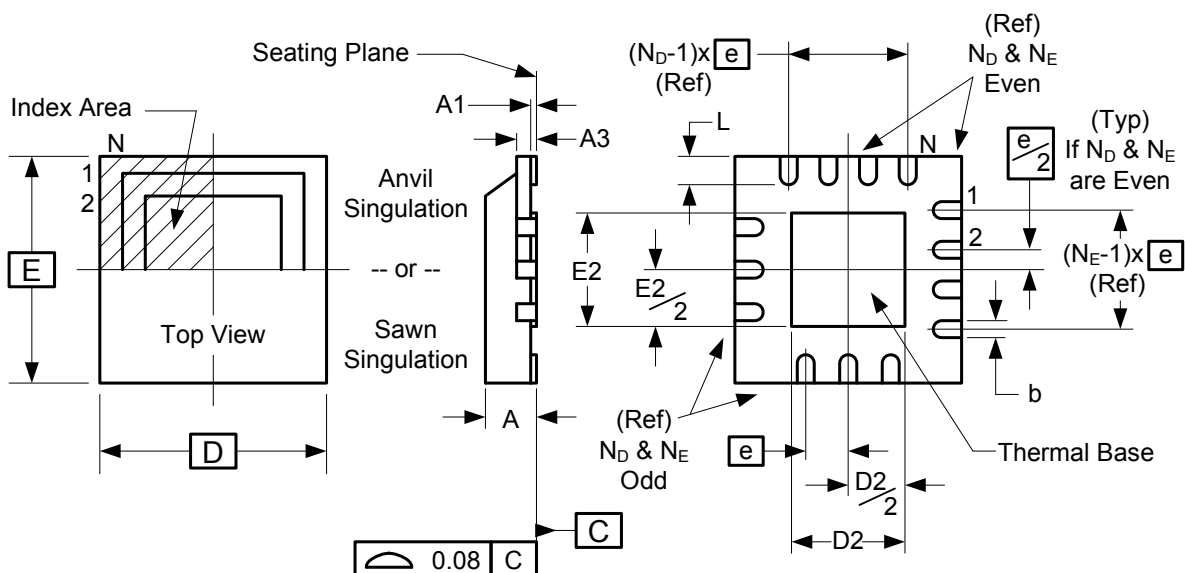 Seating Plane
Index Area
N
1
2
E
Top View
D
A1
A3
Anvil
Singulation
-- or --
Sawn
Singulation
A
C
0.08 C
(N_D-1)x e
(Ref)
L
(Ref)
N_D & N_E
Even
N
e/2
(Typ)
If N_D & N_E
are Even
1
2
(N_E-1)x e
(Ref)
E2
E2/2
b
(Ref)
N_D & N_E
Odd
e
Thermal Base
D2/2
D2